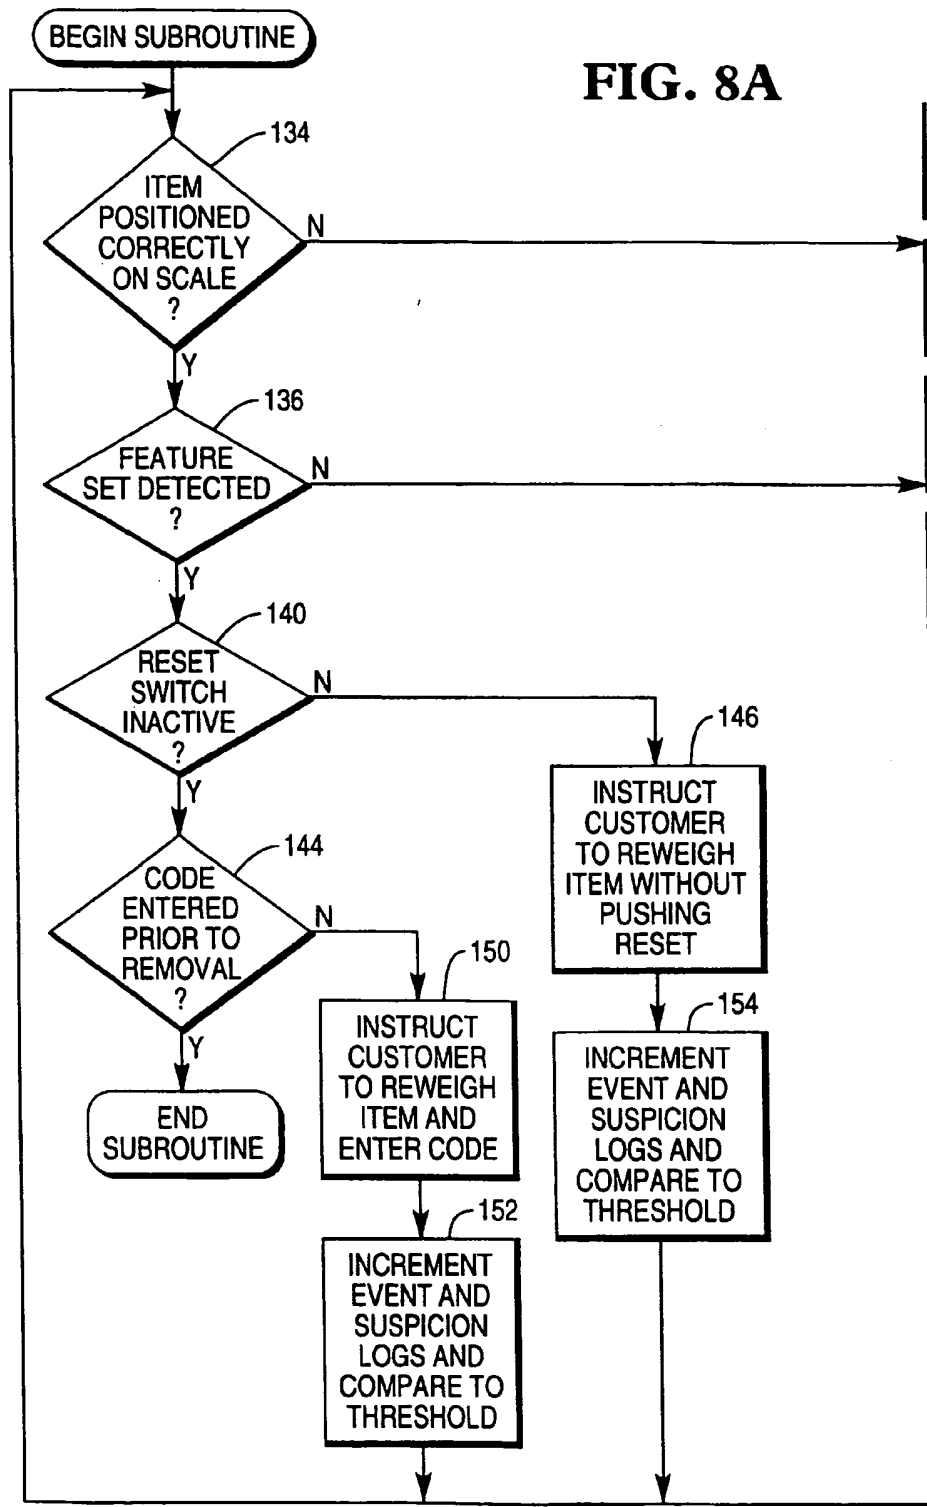 BEGIN SUBROUTINE
FIG. 8A
134
ITEM
POSITIONED
CORRECTLY
ON SCALE
?
N
Y
136
FEATURE
SET DETECTED
?
N
Y
140
RESET
SWITCH
INACTIVE
?
N
Y
146
INSTRUCT
CUSTOMER
TO REWEIGH
ITEM WITHOUT
PUSHING
RESET
144
CODE
ENTERED
PRIOR TO
REMOVAL
?
N
Y
150
INSTRUCT
CUSTOMER
TO REWEIGH
ITEM AND
ENTER CODE
154
INCREMENT
EVENT AND
SUSPICION
LOGS AND
COMPARE TO
THRESHOLD
END
SUBROUTINE
152
INCREMENT
EVENT AND
SUSPICION
LOGS AND
COMPARE TO
THRESHOLD